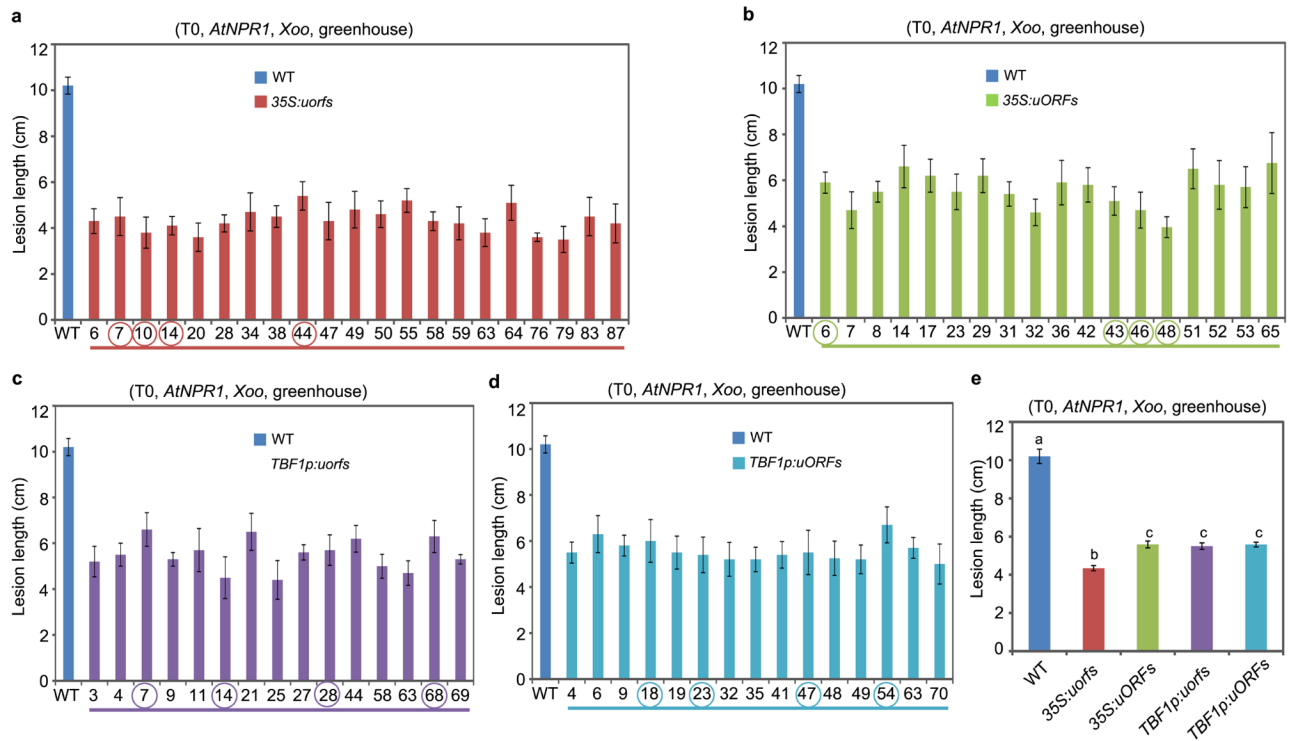 a
(T0, AtNPR1, Xoo, greenhouse)
Lesion length (cm)
12
10
8
6
4
2
0
WT
35S:uorfs
WT 6 7 10 14 20 28 34 38 44 47 49 50 55 58 59 63 64 76 79 83 87
b
(T0, AtNPR1, Xoo, greenhouse)
Lesion length (cm)
12
10
8
6
4
2
0
WT
35S:uORFs
WT 6 7 8 14 17 23 29 31 32 36 42 43 46 48 51 52 53 65
c
(T0, AtNPR1, Xoo, greenhouse)
Lesion length (cm)
12
10
8
6
4
2
0
WT
TBF1p:uorfs
WT 3 4 7 9 11 14 21 25 27 28 44 58 63 68 69
d
(T0, AtNPR1, Xoo, greenhouse)
Lesion length (cm)
12
10
8
6
4
2
0
WT
TBF1p:uORFs
WT 4 6 9 18 19 23 32 35 41 47 48 49 54 63 70
e
(T0, AtNPR1, Xoo, greenhouse)
Lesion length (cm)
12
10
8
6
4
2
0
a
b
c
c
c
WT
35S:uorfs
35S:uORFs
TBF1p:uorfs
TBF1p:uORFs